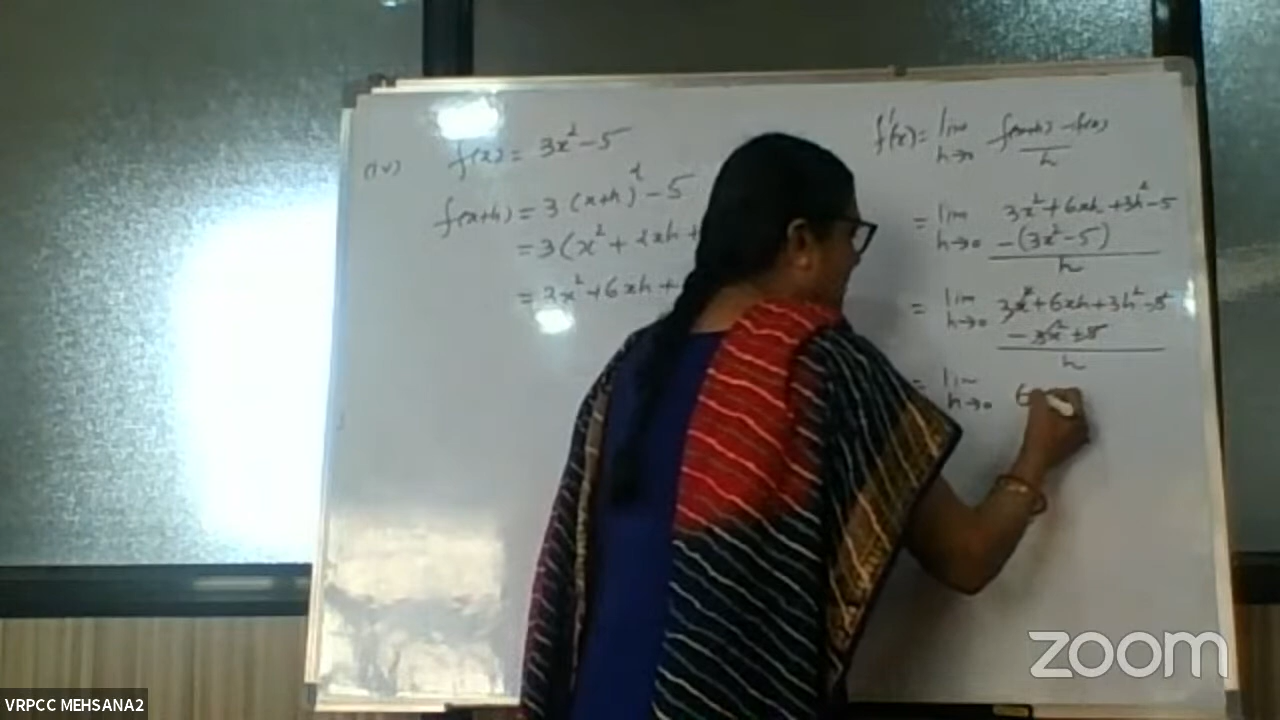 (iv) f(x) = 3x² - 5
f(x+h) = 3 (x+h)² - 5
= 3(x² + 2xh +
= 3x² + 6xh +
f'(x) = lim h→0 f(x+h) - f(x) / h
= lim h→0 3x² + 6xh + 3h² - 5
- (3x² - 5)
h
= lim h→0 3x² + 6xh + 3h² - 5
- 3x² + 5
h
= lim h→0 6
zoom
VRPCC MEHSANA2